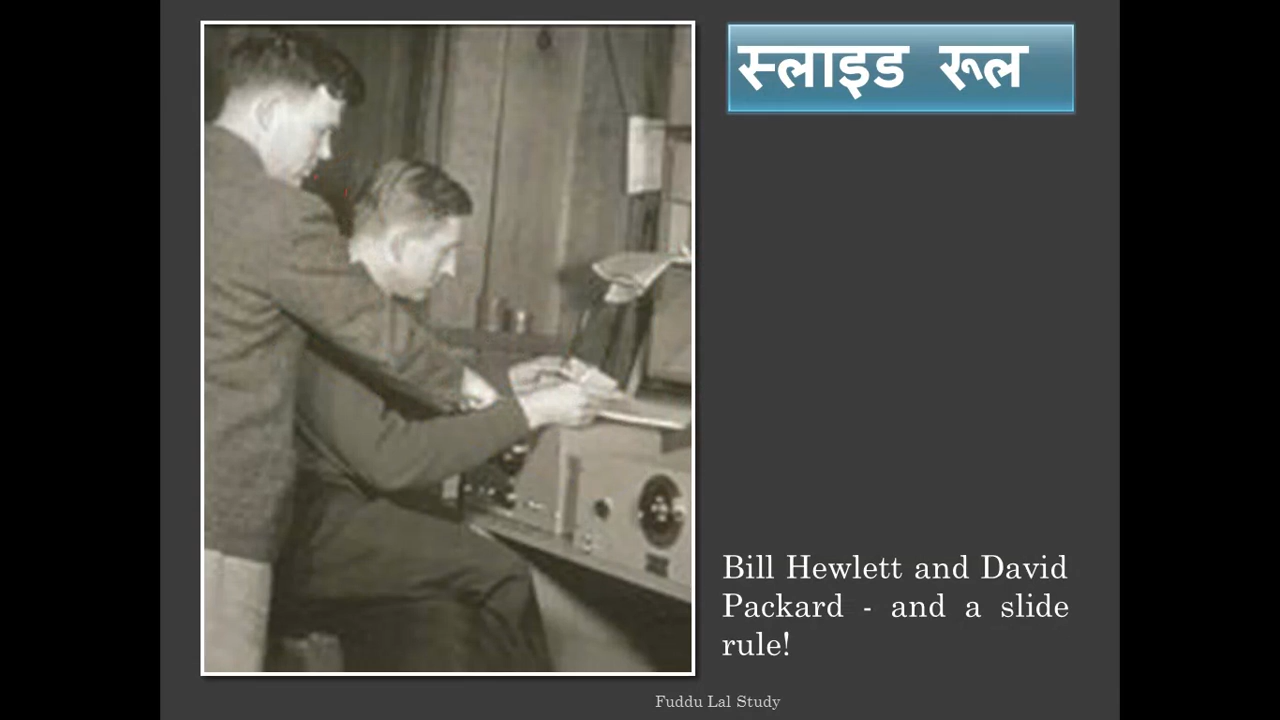 स्लाइड रूल
Bill Hewlett and David
Packard - and a slide
rule!
Fuddu Lal Study